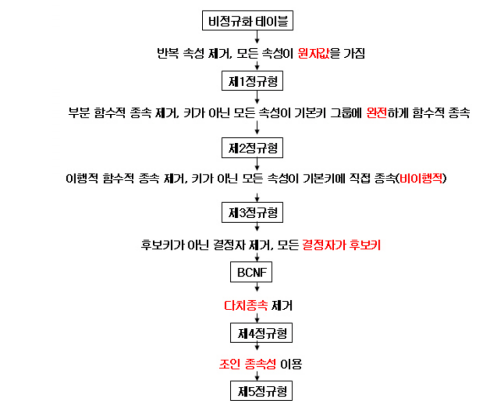 비정규화 테이블
반복 속성 제거, 모든 속성이 원자값을 가짐
제1정규형
부분 함수적 종속 제거, 키가 아닌 모든 속성이 기본키 그룹에 완전하게 함수적 종속
제2정규형
이행적 함수적 종속 제거, 키가 아닌 모든 속성이 기본키에 직접 종속(비이행적)
제3정규형
후보키가 아닌 결정자 제거, 모든 결정자가 후보키
BCNF
다치종속 제거
제4정규형
조인 종속성 이용
제5정규형